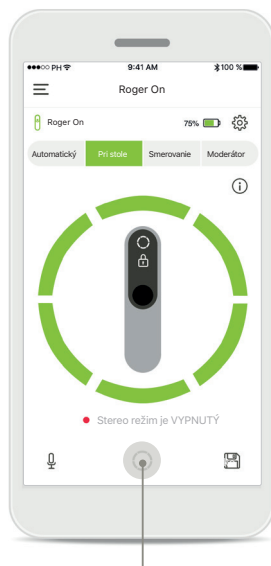 ●●●○○ PH 9:41 AM 100 %
Roger On
Roger On 75%
Automatický Pri stole Smerovanie Moderátor
Stereo režim je VYPNUTÝ